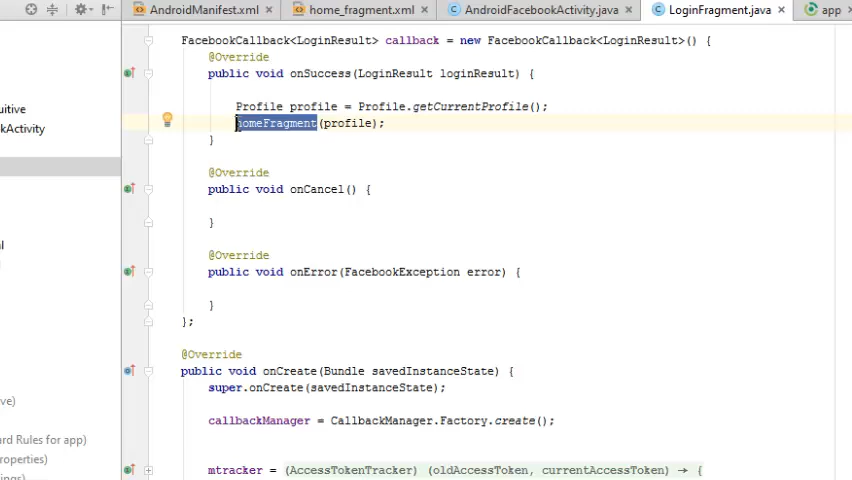 AndroidManifest.xml home_fragment.xml AndroidFacebookActivity.java LoginFragment.java app
FacebookCallback<LoginResult> callback = new FacebookCallback<LoginResult>() {
@Override
public void onSuccess(LoginResult loginResult) {
Profile profile = Profile.getCurrentProfile();
homeFragment(profile);
}
@Override
public void onCancel() {
}
@Override
public void onError(FacebookException error) {
}
};
@Override
public void onCreate(Bundle savedInstanceState) {
super.onCreate(savedInstanceState);
callbackManager = CallbackManager.Factory.create();
mtracker = (AccessTokenTracker) (oldAccessToken, currentAccessToken) → {
uitive
kActivity
l
ve)
ard Rules for app)
roperties)
ings)